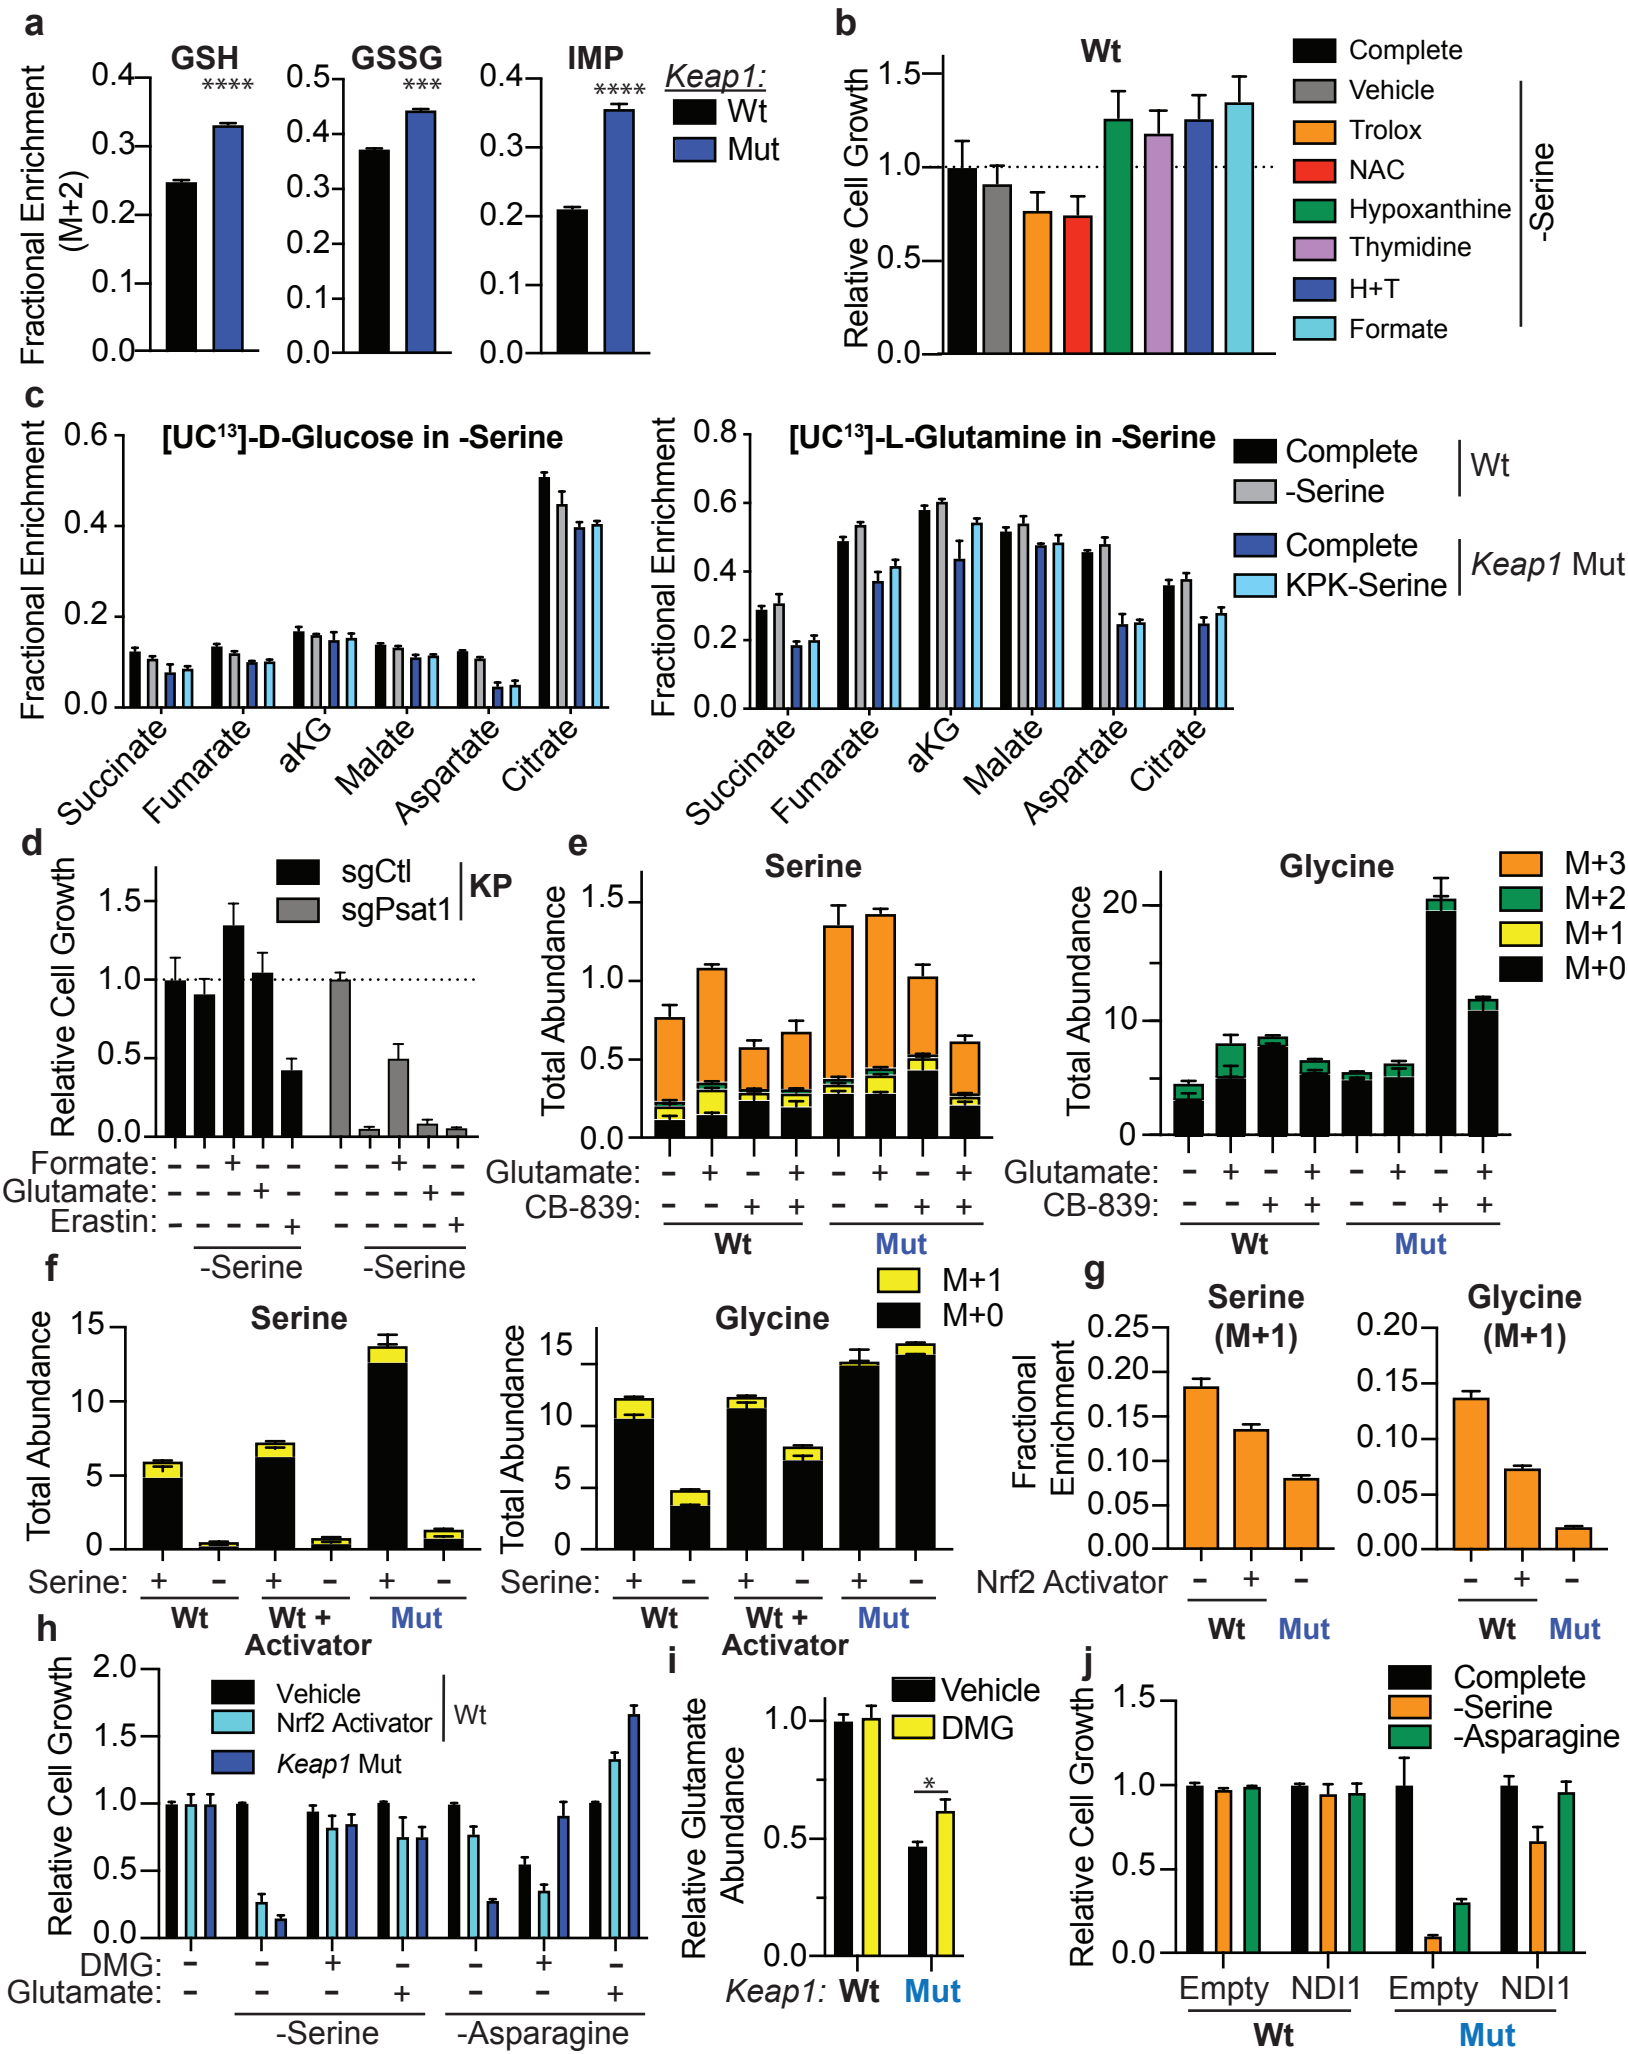 a
GSH
GSSG
IMP
Keap1:
Wt
Mut
Fractional Enrichment
(M+2)
0.4
0.3
0.2
0.1
0.0
****
0.5
0.4
0.3
0.2
0.1
0.0
***
0.4
0.3
0.2
0.1
0.0
****
b
Wt
Relative Cell Growth
1.5
1.0
0.5
0.0
Complete
Vehicle
Trolox
NAC
Hypoxanthine
Thymidine
H+T
Formate
-Serine
c
[UC¹³]-D-Glucose in -Serine
Fractional Enrichment
0.6
0.4
0.2
0.0
Succinate
Fumarate
aKG
Malate
Aspartate
Citrate
[UC¹³]-L-Glutamine in -Serine
Fractional Enrichment
0.8
0.6
0.4
0.2
0.0
Succinate
Fumarate
aKG
Malate
Aspartate
Citrate
Complete
-Serine
Wt
Complete
KPK-Serine
Keap1 Mut
d
sgCtl
sgPsat1
KP
Relative Cell Growth
1.5
1.0
0.5
0.0
Formate: - - + - - - - + - -
Glutamate: - - - + - - - - + -
Erastin: - - - - + - - - - +
-Serine -Serine
e
Serine
Total Abundance
1.5
1.0
0.5
0.0
Glutamate: - + - + - + - +
CB-839: - - + + - - + +
Wt Mut
Glycine
Total Abundance
20
10
0
Glutamate: - + - + - + - +
CB-839: - - + + - - + +
Wt Mut
M+3
M+2
M+1
M+0
f
Serine
Total Abundance
15
10
5
0
Serine: + - + - + -
Wt Wt + Mut
Activator
Glycine
Total Abundance
15
10
5
0
Serine: + - + - + -
Wt Wt + Mut
Activator
M+1
M+0
g
Serine
(M+1)
Fractional
Enrichment
0.25
0.20
0.15
0.10
0.05
0.00
Glycine
(M+1)
0.20
0.15
0.10
0.05
0.00
Nrf2 Activator - + - - + -
Wt Mut Wt Mut
h
Relative Cell Growth
2.0
1.5
1.0
0.5
0.0
Vehicle
Nrf2 Activator
Wt
Keap1 Mut
DMG: - - + - - + -
Glutamate: - - - + - - +
-Serine -Asparagine
i
Relative Glutamate
Abundance
1.0
0.5
0.0
Vehicle
DMG
*
Keap1: Wt Mut
j
Relative Cell Growth
1.5
1.0
0.5
0.0
Complete
-Serine
-Asparagine
Empty NDI1 Empty NDI1
Wt Mut